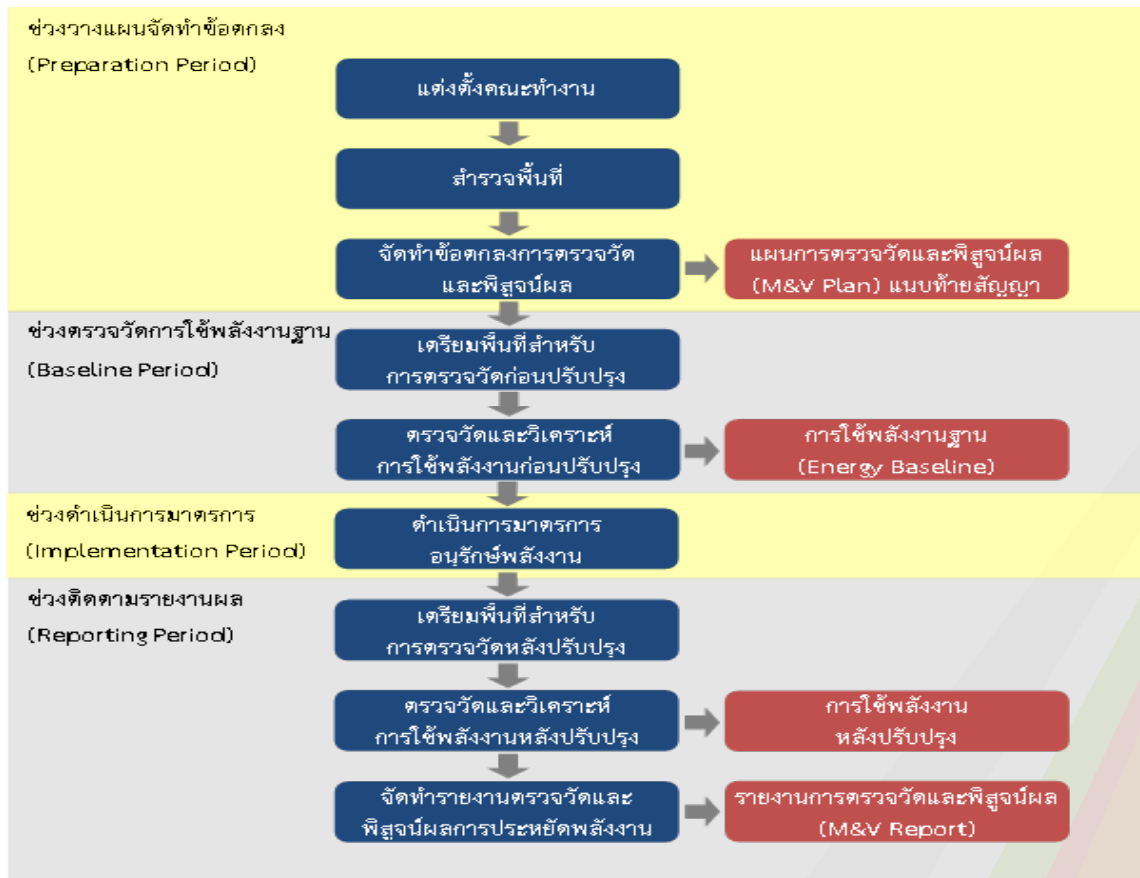 ช่วงวางแผนจัดทำข้อตกลง
(Preparation Period)
แต่งตั้งคณะทำงาน
สำรวจพื้นที่
จัดทำข้อตกลงการตรวจวัด
และพิสูจน์ผล
แผนการตรวจวัดและพิสูจน์ผล
(M&V Plan) แนบท้ายสัญญา
ช่วงตรวจวัดการใช้พลังงานฐาน
(Baseline Period)
เตรียมพื้นที่สำหรับ
การตรวจวัดก่อนปรับปรุง
ตรวจวัดและวิเคราะห์
การใช้พลังงานก่อนปรับปรุง
การใช้พลังงานฐาน
(Energy Baseline)
ช่วงดำเนินการมาตรการ
(Implementation Period)
ดำเนินการมาตรการ
อนุรักษ์พลังงาน
ช่วงติดตามรายงานผล
(Reporting Period)
เตรียมพื้นที่สำหรับ
การตรวจวัดหลังปรับปรุง
ตรวจวัดและวิเคราะห์
การใช้พลังงานหลังปรับปรุง
การใช้พลังงาน
หลังปรับปรุง
จัดทำรายงานตรวจวัดและ
พิสูจน์ผลการประหยัดพลังงาน
รายงานการตรวจวัดและพิสูจน์ผล
(M&V Report)